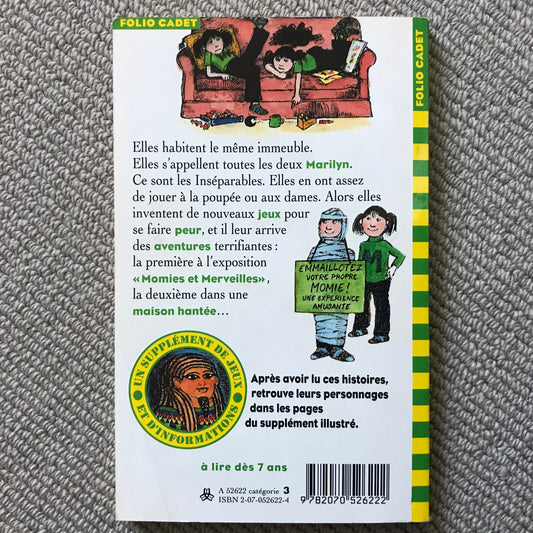 FOLIO CADET
FOLIO CADET
Elles habitent le même immeuble.
Elles s'appellent toutes les deux Marilyn.
Ce sont les Inséparables. Elles en ont assez
de jouer à la poupée ou aux dames. Alors elles
inventent de nouveaux jeux pour
se faire peur, et il leur arrive
des aventures terrifiantes :
la première à l'exposition
« Momies et Merveilles »,
la deuxième dans une
maison hantée...
M
EMMAILLOTEZ
VOTRE PROPRE
MOMIE !
UNE EXPÉRIENCE
AMUSANTE
UN SUPPLÉMENT DE JEUX
ET D'INFORMATIONS
Après avoir lu ces histoires,
retrouve leurs personnages
dans les pages
du supplément illustré.
à lire dès 7 ans
A 52622 catégorie 3
ISBN 2-07-052622-4
9 782070 526222